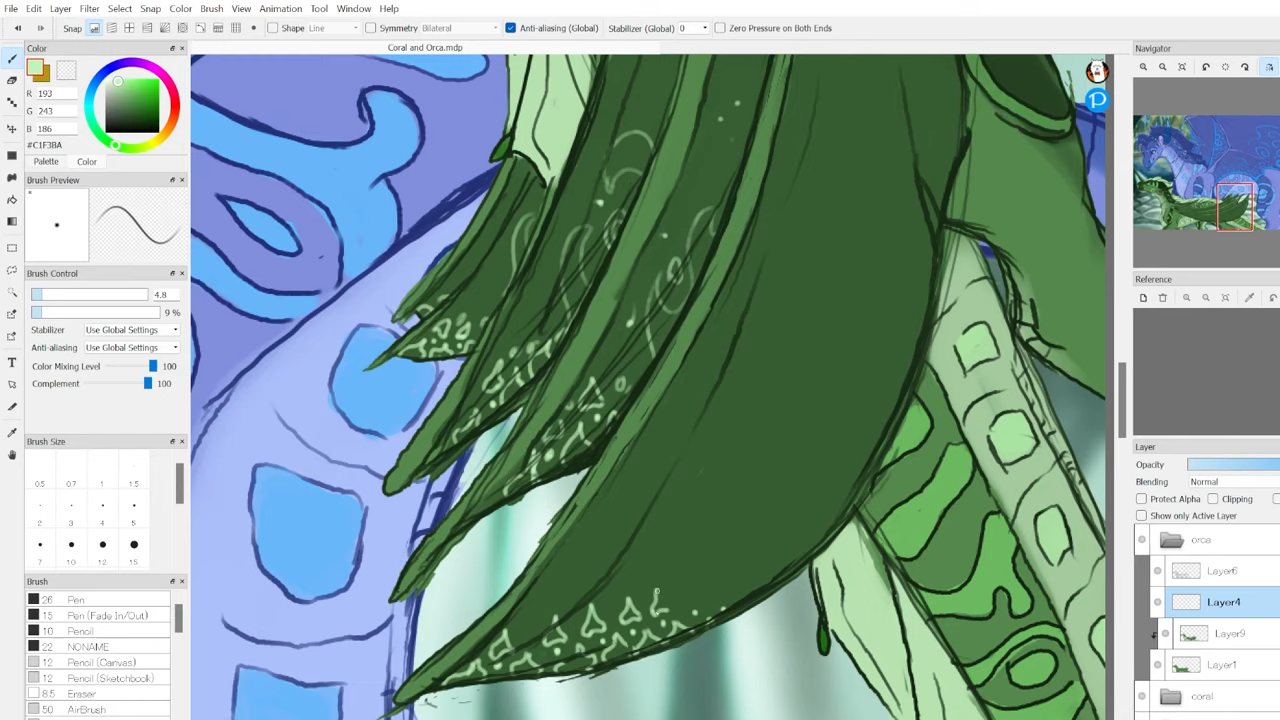 File Edit Layer Filter Select Snap Color Brush View Animation Tool Window Help
Snap Shape Line Symmetry Bilateral Anti-aliasing (Global) Stabilizer (Global) 0 Zero Pressure on Both Ends
Color
Coral and Orca.mdp
Navigator
R 193
G 243
B 186
#C1F3BA
Palette Color
Brush Preview
Brush Control
4.8
9 %
Stabilizer Use Global Settings
Anti-aliasing Use Global Settings
Color Mixing Level 100
Complement 100
Brush Size
0.5 0.7 1 1.5
2 3 4 5
7 10 12 15
Brush
26 Pen
15 Pen (Fade In/Out)
10 Pencil
22 NONAME
12 Pencil (Canvas)
12 Pencil (Sketchbook)
8.5 Eraser
50 AirBrush
P
Reference
Layer
Opacity
Blending Normal
Protect Alpha Clipping
Show only Active Layer
orca
Layer6
Layer4
Layer9
Layer1
coral